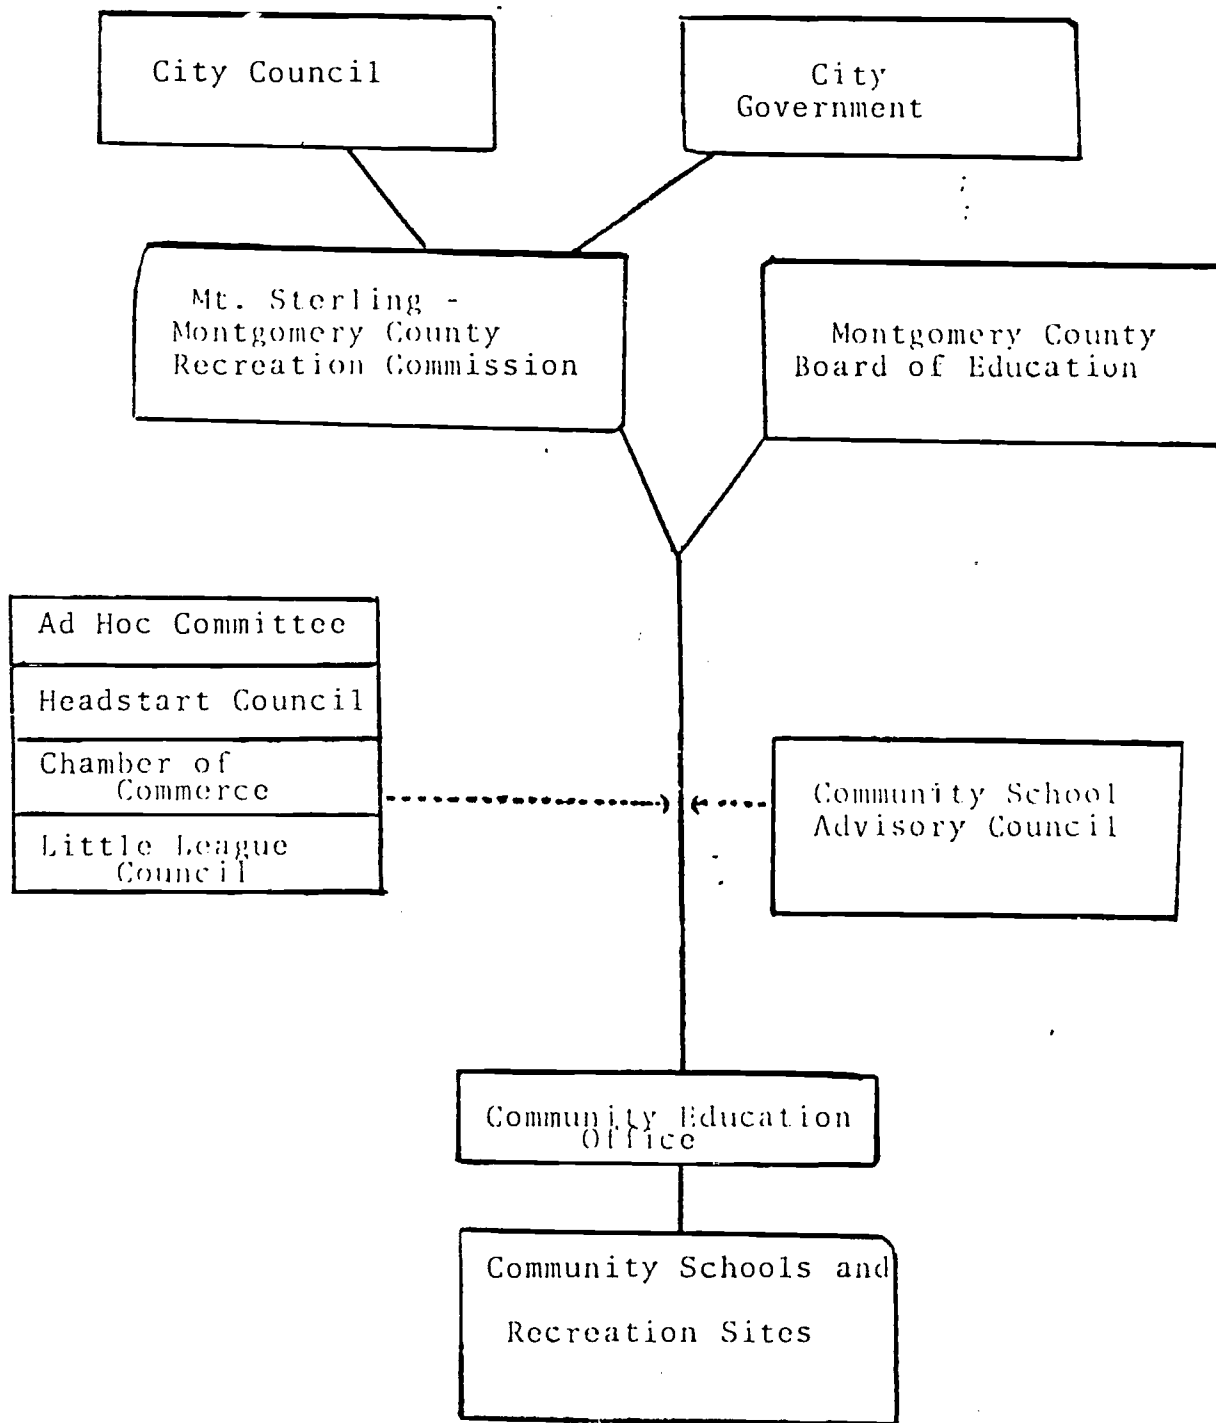 City Council
City
Government
Mt. Sterling -
Montgomery County
Recreation Commission
Montgomery County
Board of Education
Ad Hoc Committee
Headstart Council
Chamber of
Commerce
Little League
Council
Community School
Advisory Council
Community Education
Office
Community Schools and
Recreation Sites